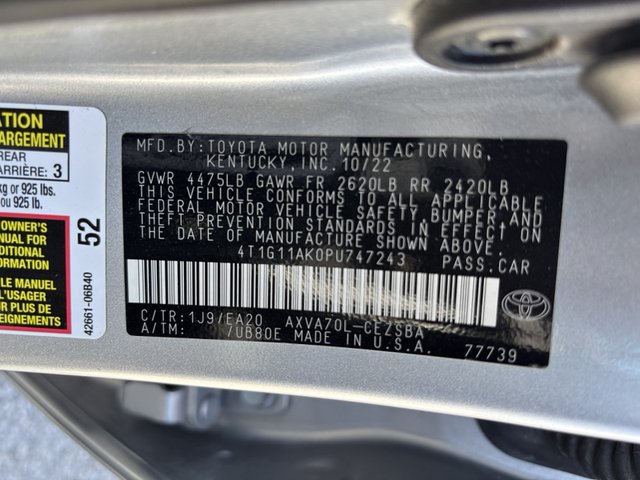 ATION
ARGEMENT
REAR
ARRIÈRE: 3
kg or 925 lbs.
ou 925 lb.
OWNER'S
NUAL FOR
DITIONAL
ORMATION
LE MANUEL
L'USAGER
US DE
EIGNEMENTS
52
42661-06B40
MFD.BY:TOYOTA MOTOR MANUFACTURING,
KENTUCKY,INC.10/22
GVWR 4475LB GAWR FR 2620LB RR 2420LB
THIS VEHICLE CONFORMS TO ALL APPLICABLE
FEDERAL MOTOR VEHICLE SAFETY,BUMPER AND
THEFT PREVENTION STANDARDS IN EFFECT ON
THE DATE OF MANUFACTURE SHOWN ABOVE.
4T1G11AK0PU747243 PASS.CAR
C/TR:1J9/EA20 AXVA70L-CEZSBA
A/TM: 7UB80E MADE IN U.S.A. 77739
TOYOTA